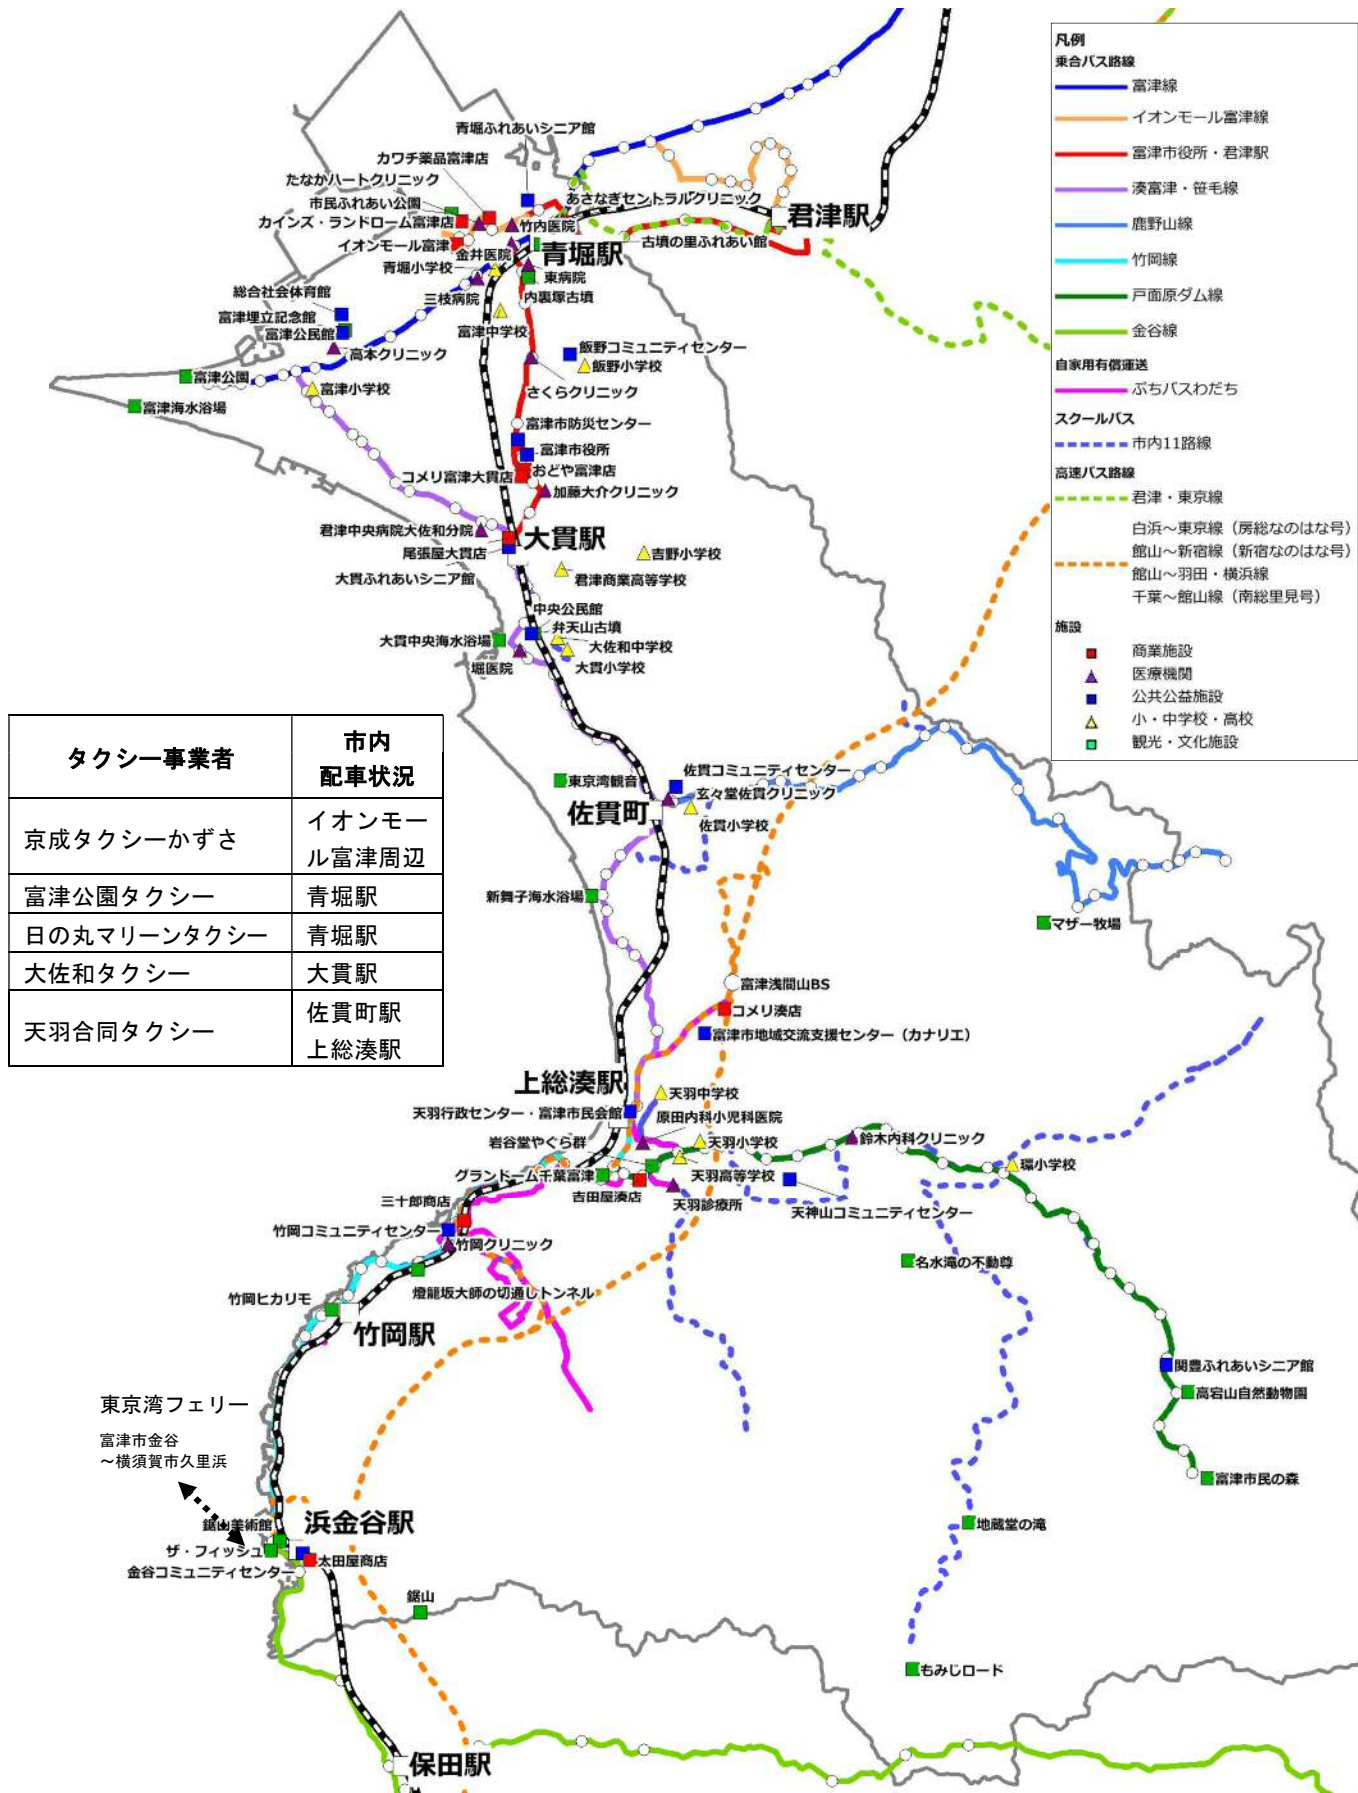 凡例
乗合バス路線
富津線
イオンモール富津線
富津市役所・君津駅
湊富津・笹毛線
鹿野山線
竹岡線
戸面原ダム線
金谷線
自家用有償運送
ぷちバスわだち
スクールバス
市内11路線
高速バス路線
君津・東京線
白浜～東京線（房総なのはな号）
館山～新宿線（新宿なのはな号）
館山～羽田・横浜線
千葉～館山線（南総里見号）
施設
商業施設
医療機関
公共公益施設
小・中学校・高校
観光・文化施設
青堀ふれあいシニア館
カワチ薬品富津店
たなかハートクリニック
市民ふれあい公園
カインズ・ランドローム富津店
イオンモール富津
あさなぎセントラルクリニック
君津駅
竹内医院
古墳の里ふれあい館
金井医院
青堀駅
青堀小学校
東病院
三枝病院
内裏塚古墳
総合社会体育館
富津埋立記念館
富津公民館
富津中学校
高本クリニック
飯野コミュニティセンター
飯野小学校
富津公園
富津小学校
さくらクリニック
富津海水浴場
富津市防災センター
富津市役所
コメリ富津大貫店
おどや富津店
加藤大介クリニック
君津中央病院大佐和分院
大貫駅
尾張屋大貫店
吉野小学校
大貫ふれあいシニア館
君津商業高等学校
中央公民館
弁天山古墳
大貫中央海水浴場
大佐和中学校
堀医院
大貫小学校
タクシー事業者
市内
配車状況
京成タクシーかずさ
イオンモー
ル富津周辺
富津公園タクシー
青堀駅
日の丸マリーンタクシー
青堀駅
大佐和タクシー
大貫駅
天羽合同タクシー
佐貫町駅
上総湊駅
佐貫コミュニティセンター
東京湾観音
玄々堂佐貫クリニック
佐貫町
佐貫小学校
新舞子海水浴場
マザー牧場
富津浅間山BS
コメリ湊店
富津市地域交流支援センター（カナリエ）
上総湊駅
天羽中学校
天羽行政センター・富津市民会館
原田内科小児科医院
岩谷堂やぐら群
天羽小学校
鈴木内科クリニック
グランドーム千葉富津
天羽高等学校
環小学校
吉田屋湊店
天羽診療所
天神山コミュニティセンター
三十郎商店
竹岡コミュニティセンター
竹岡クリニック
名水滝の不動尊
燈籠坂大師の切通しトンネル
竹岡ヒカリモ
竹岡駅
関豊ふれあいシニア館
高宕山自然動物園
東京湾フェリー
富津市金谷
～横須賀市久里浜
富津市民の森
鋸山美術館
浜金谷駅
地蔵堂の滝
ザ・フィッシュ
太田屋商店
金谷コミュニティセンター
鋸山
もみじロード
保田駅